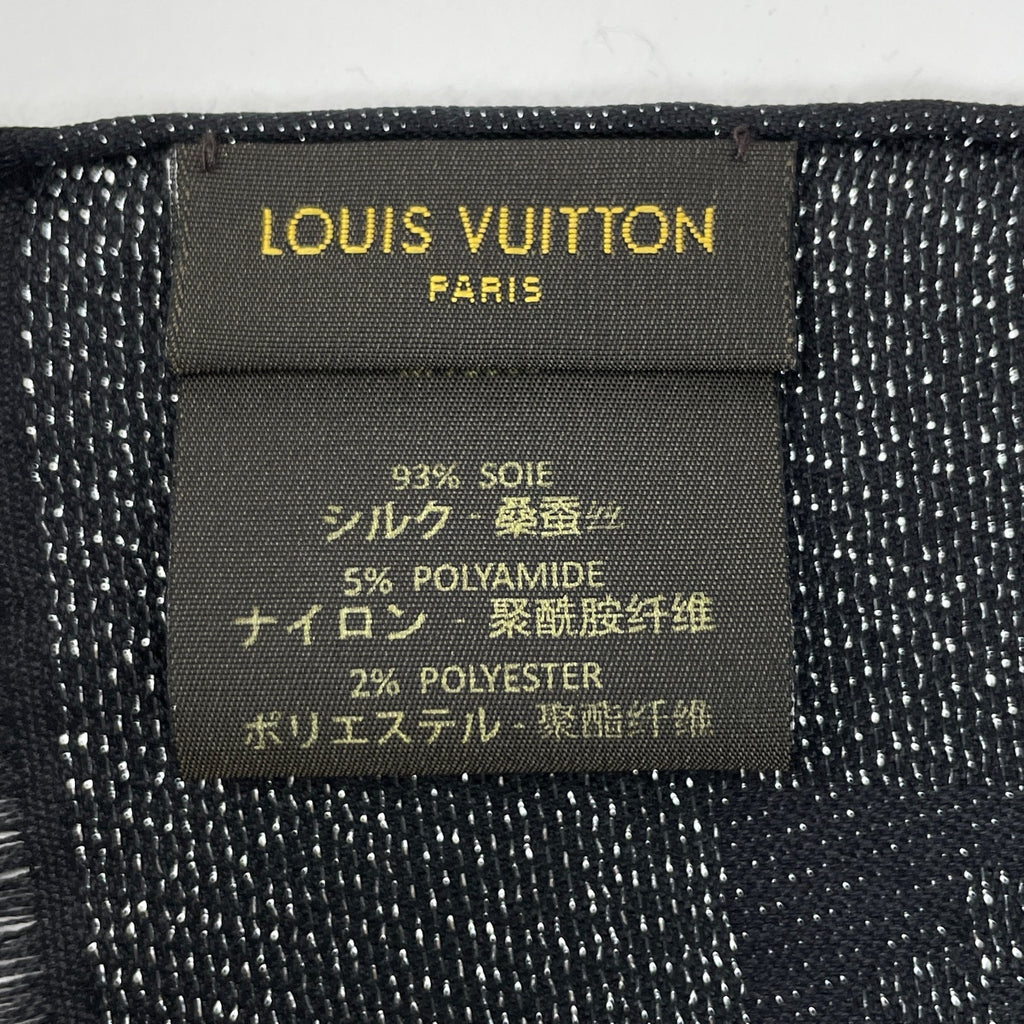 LOUIS VUITTON
PARIS
93% SOIE
シルク - 桑蚕丝
5% POLYAMIDE
ナイロン - 聚酰胺纤维
2% POLYESTER
ポリエステル - 聚酯纤维